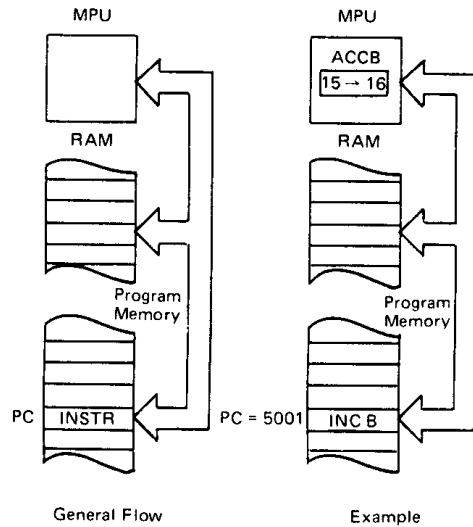 MPU
RAM
Program
Memory
PC
INSTR
General Flow
MPU
ACCB
15 → 16
RAM
Program
Memory
PC = 5001
INC B
Example